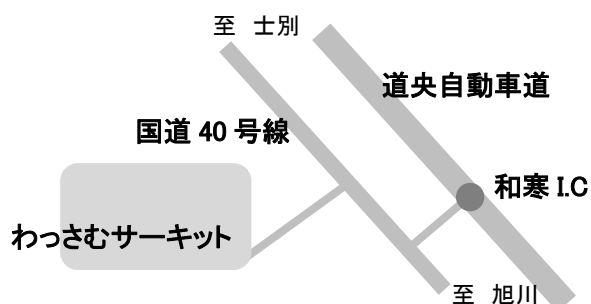 至 士別
道央自動車道
国道 40 号線
和寒 I.C
わっさむサーキット
至 旭川